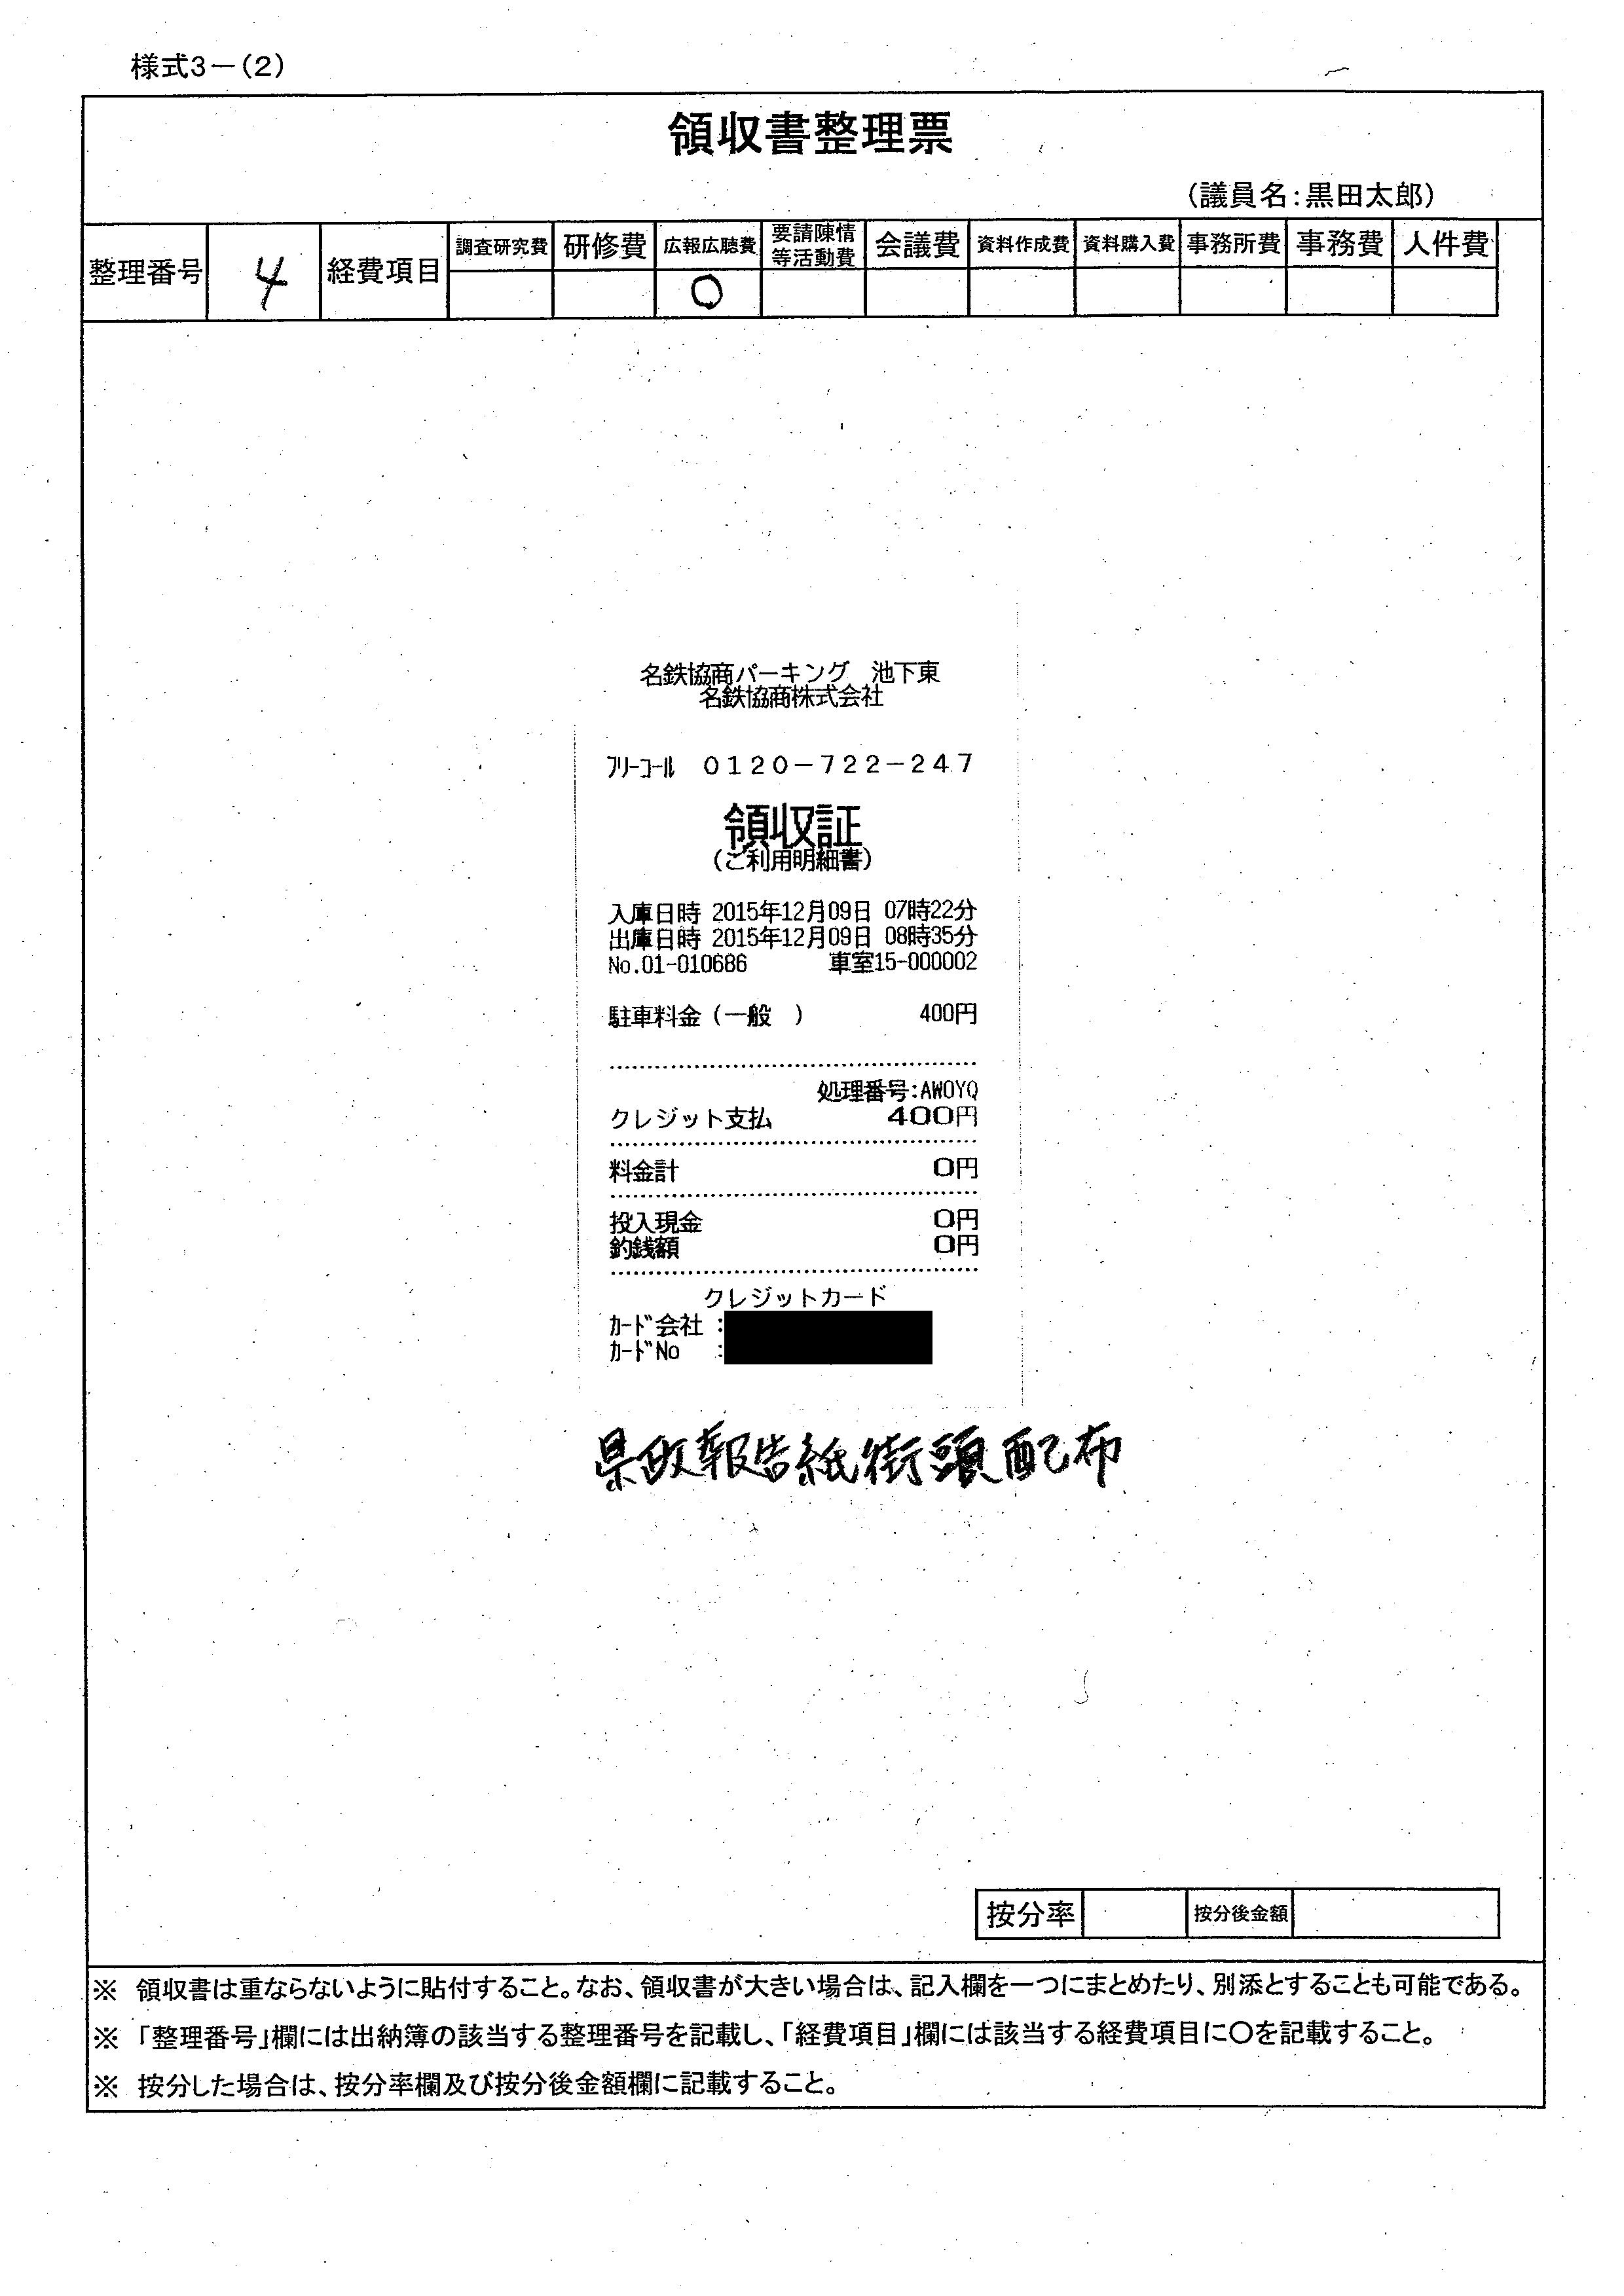 様式3－(2)
領収書整理票
(議員名:黒田太郎)
整理番号 4 経費項目 調査研究費 研修費 広報広聴費 要請陳情等活動費 会議費 資料作成費 資料購入費 事務所費 事務費 人件費
○
名鉄協商パーキング 池下東
名鉄協商株式会社
ﾌﾘｰｺｰﾙ 0120－722－247
領収証
(ご利用明細書)
入庫日時 2015年12月09日 07時22分
出庫日時 2015年12月09日 08時35分
No.01-010686 車室15-000002
駐車料金(一般 ) 400円
処理番号:AWOYQ
クレジット支払 400円
料金計 0円
投入現金 0円
釣銭額 0円
クレジットカード
ｶｰﾄﾞ会社 :
ｶｰﾄﾞNo :
県政報告紙街頭配布
按分率 按分後金額
※ 領収書は重ならないように貼付すること。なお、領収書が大きい場合は、記入欄を一つにまとめたり、別添とすることも可能である。
※ 「整理番号」欄には出納簿の該当する整理番号を記載し、「経費項目」欄には該当する経費項目に○を記載すること。
※ 按分した場合は、按分率欄及び按分後金額欄に記載すること。